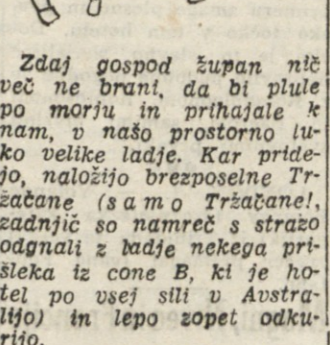 Zdaj gospod župan nič
več ne brani, da bi plule
po morju in prihajale k
nam, v našo prostorno lu-
ko velike ladje. Kar pride-
jo, naložijo brezposelne Tr-
žačane (samo Tržačane!,
zadnjič so namreč s stražo
odgnali z ladje nekega pri-
šleka iz cone B, ki je ho-
tel po vsej sili v Avstra-
lijo) in lepo zopet odku-
rijo.